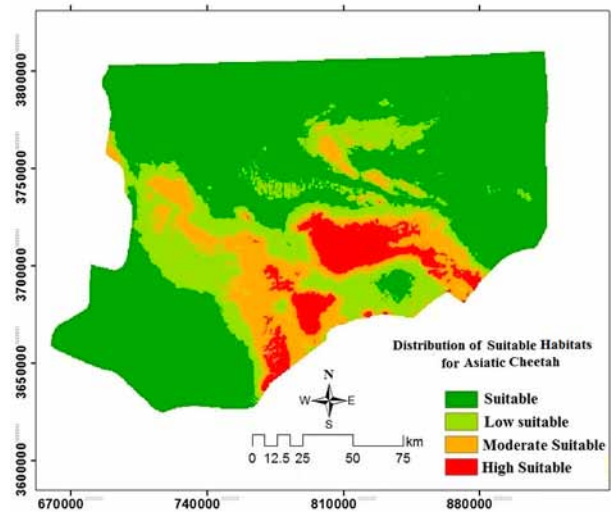 3800000
3750000
3700000
3650000
3600000
Distribution of Suitable Habitats
for Asiatic Cheetah
N
W E
S
Suitable
Low suitable
Moderate Suitable
High Suitable
km
0 12.5 25 50 75
670000 740000 810000 880000